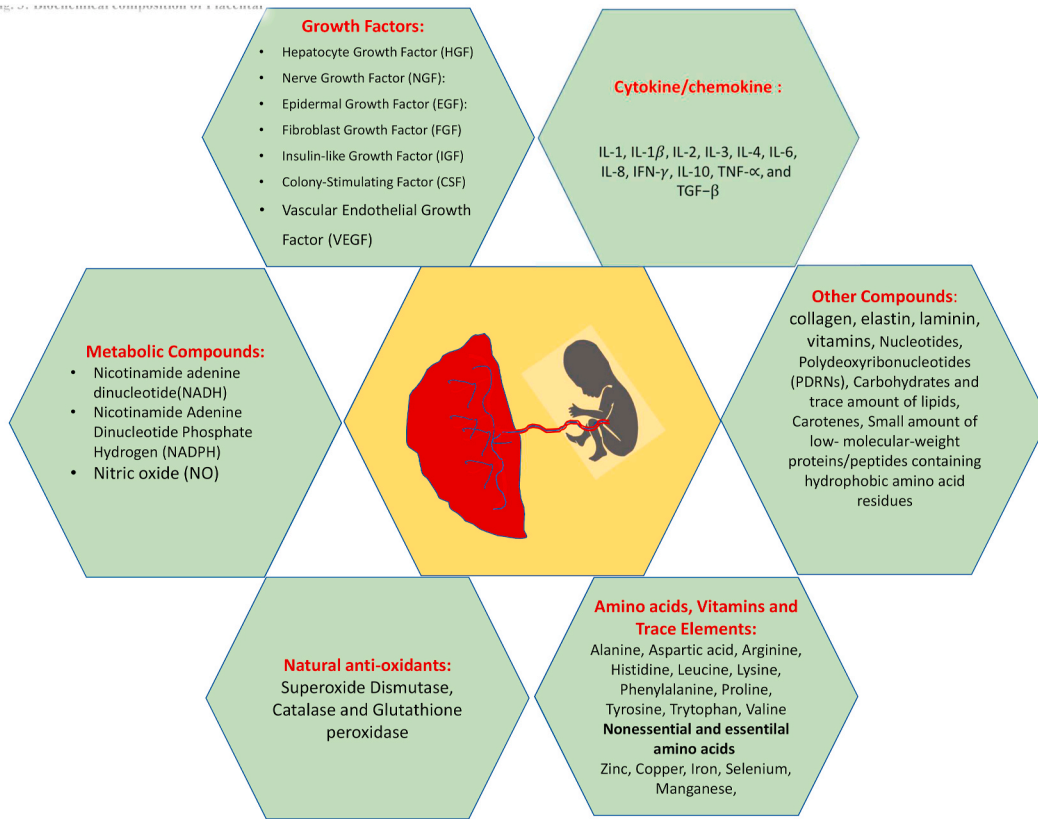 Fig. 3: Biochemical composition of Placental
Growth Factors:
• Hepatocyte Growth Factor (HGF)
• Nerve Growth Factor (NGF):
• Epidermal Growth Factor (EGF):
• Fibroblast Growth Factor (FGF)
• Insulin-like Growth Factor (IGF)
• Colony-Stimulating Factor (CSF)
• Vascular Endothelial Growth
Factor (VEGF)
Cytokine/chemokine :
IL-1, IL-1β, IL-2, IL-3, IL-4, IL-6,
IL-8, IFN-γ, IL-10, TNF-∝, and
TGF−β
Metabolic Compounds:
• Nicotinamide adenine
dinucleotide(NADH)
• Nicotinamide Adenine
Dinucleotide Phosphate
Hydrogen (NADPH)
• Nitric oxide (NO)
Other Compounds:
collagen, elastin, laminin,
vitamins, Nucleotides,
Polydeoxyribonucleotides
(PDRNs), Carbohydrates and
trace amount of lipids,
Carotenes, Small amount of
low- molecular-weight
proteins/peptides containing
hydrophobic amino acid
residues
Natural anti-oxidants:
Superoxide Dismutase,
Catalase and Glutathione
peroxidase
Amino acids, Vitamins and
Trace Elements:
Alanine, Aspartic acid, Arginine,
Histidine, Leucine, Lysine,
Phenylalanine, Proline,
Tyrosine, Trytophan, Valine
Nonessential and essentilal
amino acids
Zinc, Copper, Iron, Selenium,
Manganese,